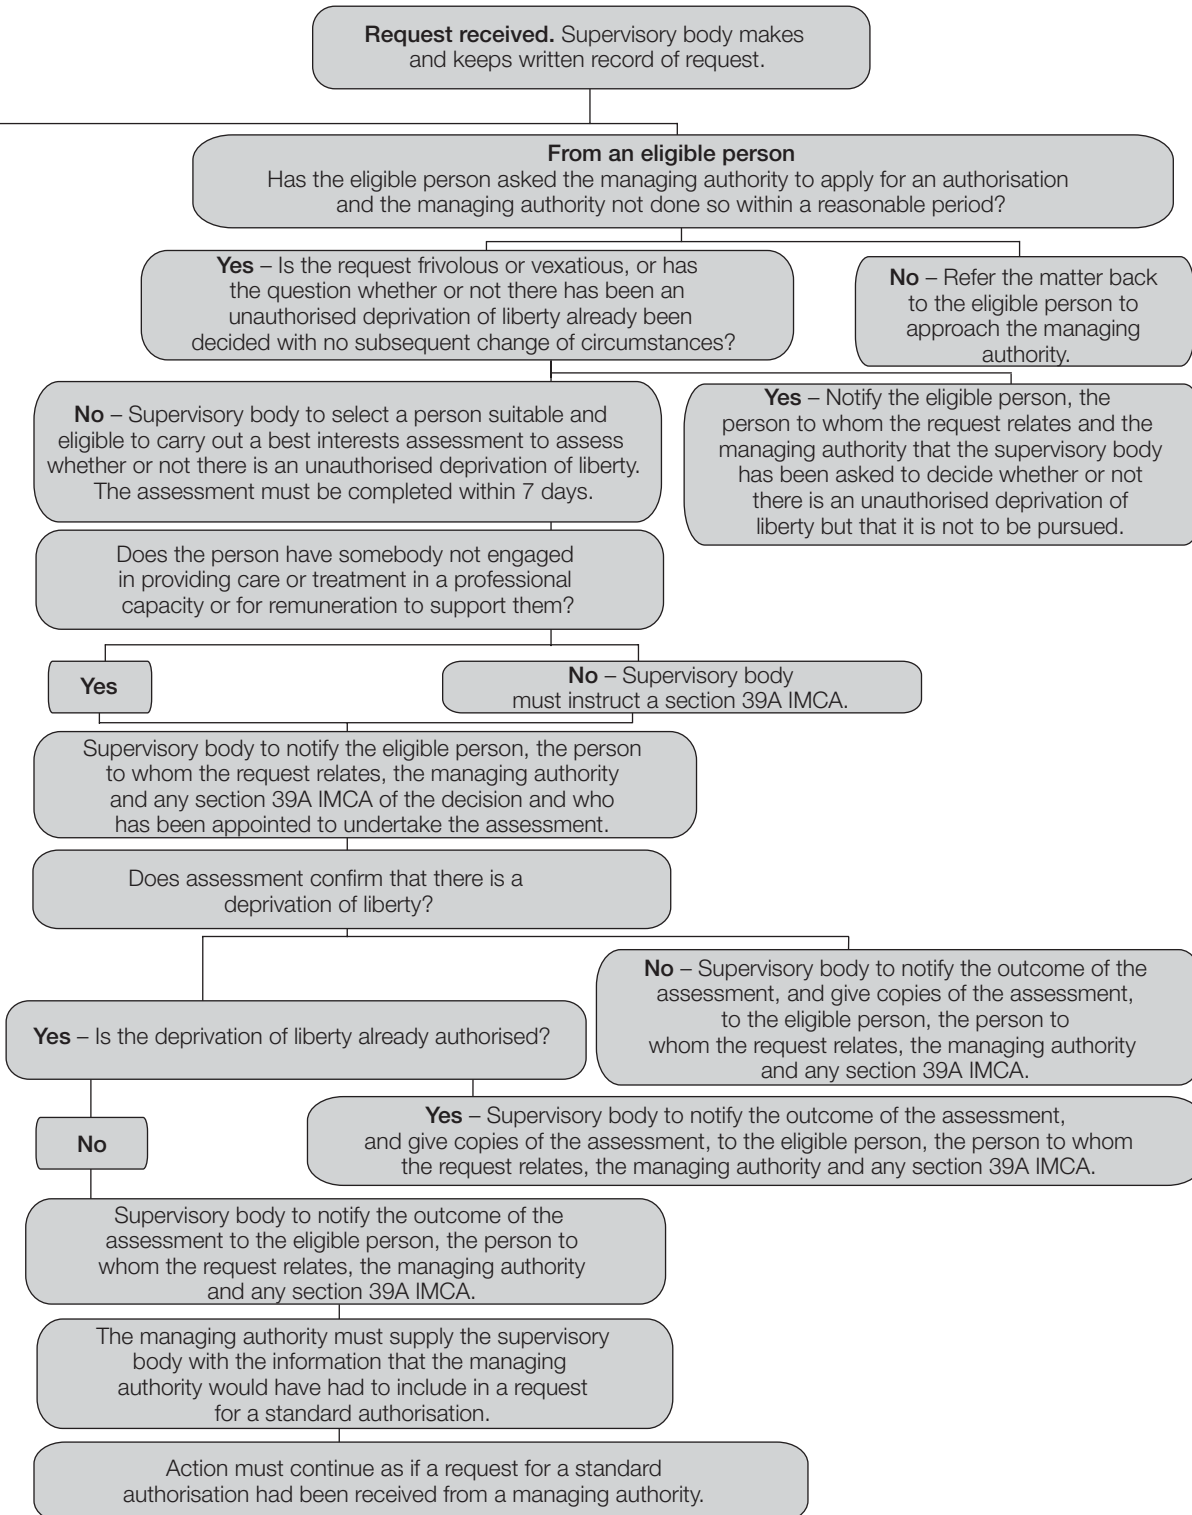 Request received. Supervisory body makes
and keeps written record of request.
From an eligible person
Has the eligible person asked the managing authority to apply for an authorisation
and the managing authority not done so within a reasonable period?
Yes – Is the request frivolous or vexatious, or has
the question whether or not there has been an
unauthorised deprivation of liberty already been
decided with no subsequent change of circumstances?
No – Refer the matter back
to the eligible person to
approach the managing
authority.
No – Supervisory body to select a person suitable and
eligible to carry out a best interests assessment to assess
whether or not there is an unauthorised deprivation of liberty.
The assessment must be completed within 7 days.
Yes – Notify the eligible person, the
person to whom the request relates and the
managing authority that the supervisory body
has been asked to decide whether or not
there is an unauthorised deprivation of
liberty but that it is not to be pursued.
Does the person have somebody not engaged
in providing care or treatment in a professional
capacity or for remuneration to support them?
Yes
No – Supervisory body
must instruct a section 39A IMCA.
Supervisory body to notify the eligible person, the person
to whom the request relates, the managing authority
and any section 39A IMCA of the decision and who
has been appointed to undertake the assessment.
Does assessment confirm that there is a
deprivation of liberty?
No – Supervisory body to notify the outcome of the
assessment, and give copies of the assessment,
to the eligible person, the person to
whom the request relates, the managing authority
and any section 39A IMCA.
Yes – Is the deprivation of liberty already authorised?
No
Yes – Supervisory body to notify the outcome of the assessment,
and give copies of the assessment, to the eligible person, the person to whom
the request relates, the managing authority and any section 39A IMCA.
Supervisory body to notify the outcome of the
assessment to the eligible person, the person to
whom the request relates, the managing authority
and any section 39A IMCA.
The managing authority must supply the supervisory
body with the information that the managing
authority would have had to include in a request
for a standard authorisation.
Action must continue as if a request for a standard
authorisation had been received from a managing authority.